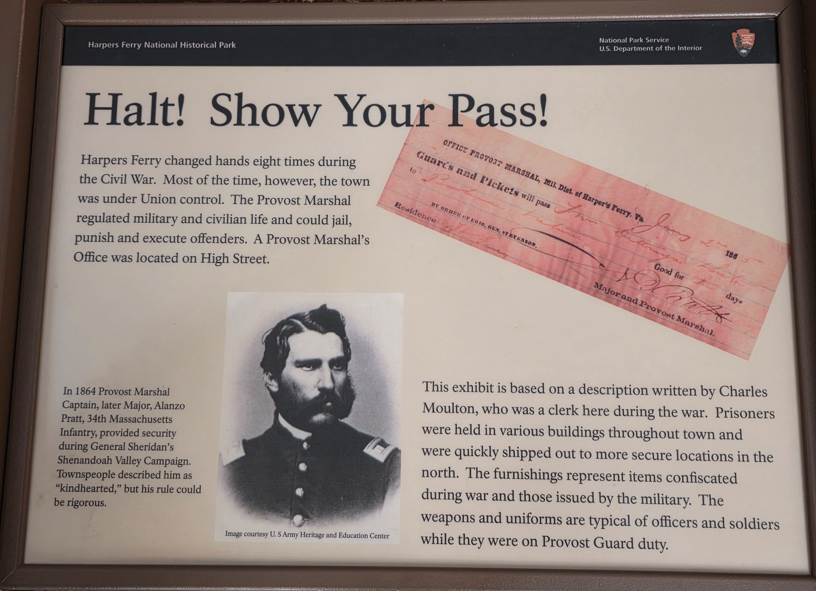 Harpers Ferry National Historical Park
National Park Service
U.S. Department of the Interior
Halt! Show Your Pass!
Harpers Ferry changed hands eight times during
the Civil War. Most of the time, however, the town
was under Union control. The Provost Marshal
regulated military and civilian life and could jail,
punish and execute offenders. A Provost Marshal's
Office was located on High Street.
OFFICE PROVOST MARSHAL, Mil. Dist. of Harper's Ferry, Va.
186
Guards and Pickets will pass
to
BY ORDER OF BRIG. GEN. STEVENSON.
Good for
days
Residence:
Major and Provost Marshal.
In 1864 Provost Marshal
Captain, later Major, Alanzo
Pratt, 34th Massachusetts
Infantry, provided security
during General Sheridan's
Shenandoah Valley Campaign.
Townspeople described him as
"kindhearted," but his rule could
be rigorous.
Image courtesy U. S Army Heritage and Education Center
This exhibit is based on a description written by Charles
Moulton, who was a clerk here during the war. Prisoners
were held in various buildings throughout town and
were quickly shipped out to more secure locations in the
north. The furnishings represent items confiscated
during war and those issued by the military. The
weapons and uniforms are typical of officers and soldiers
while they were on Provost Guard duty.